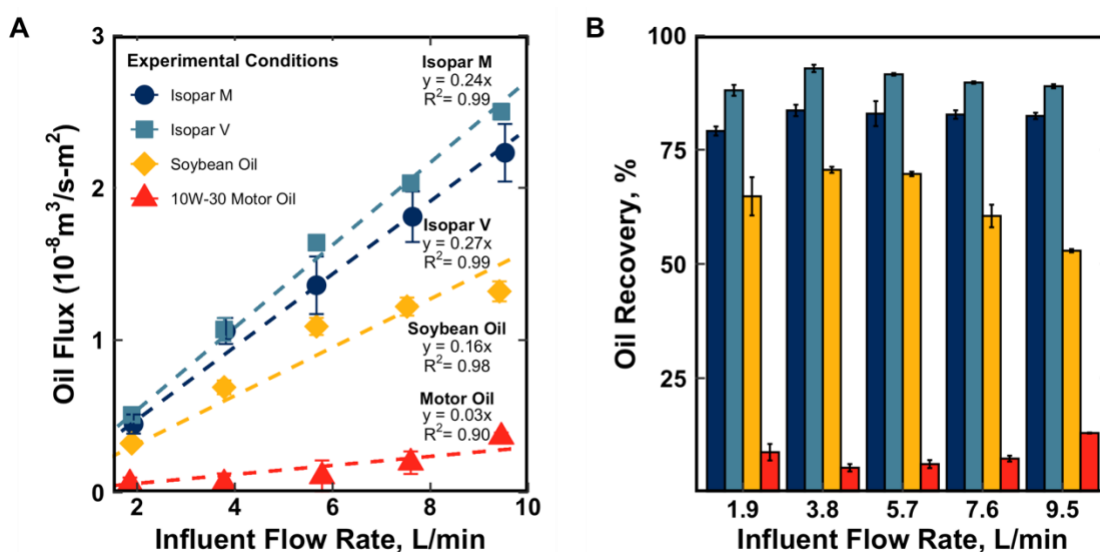 A
Oil Flux (10⁻⁸m³/s-m⁻²)
3
2
1
0
Experimental Conditions
Isopar M
Isopar V
Soybean Oil
10W-30 Motor Oil
Isopar M
y = 0.24x
R² = 0.99
Isopar V
y = 0.27x
R²= 0.99
Soybean Oil
y = 0.16x
R² = 0.98
Motor Oil
y = 0.03x
R² = 0.90
2 4 6 8 10
Influent Flow Rate, L/min
B
Oil Recovery, %
100
75
50
25
1.9 3.8 5.7 7.6 9.5
Influent Flow Rate, L/min